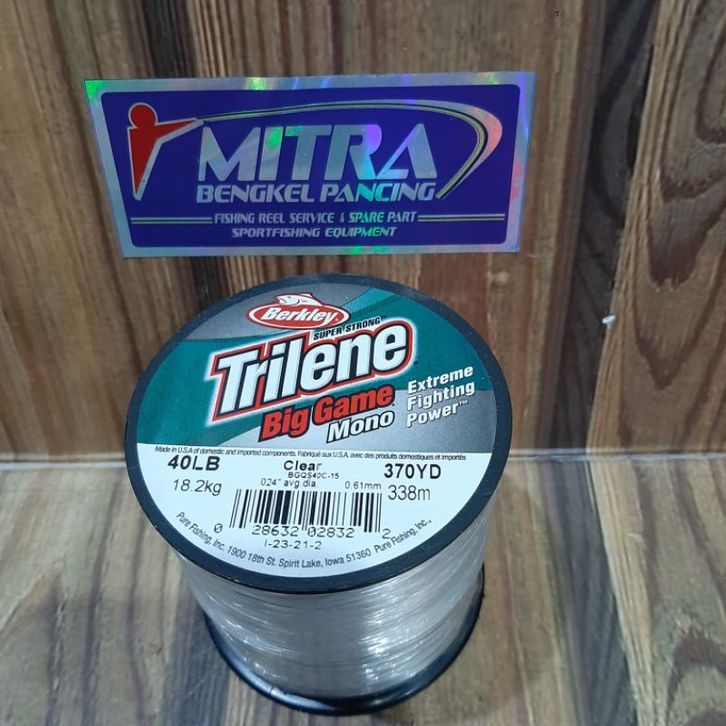 MITRA
BENGKEL PANCING
FISHING REEL SERVICE & SPARE PART
SPORTFISHING EQUIPMENT
Berkley
SUPER STRONG
Trilene
Big Game
Mono
Extreme
Fighting
Power™
Made in U.S.A. of domestic and imported components. Fabriqué aux U.S.A. avec des produits domestiques et importés
40LB Clear 370YD
BGQS40C-15
18.2kg .024" avg dia. 0.61mm 338m
0 28632 02832 2
I-23-21-2
Pure Fishing, Inc. 1900 18th St. Spirit Lake, Iowa 51360 Pure Fishing, Inc.,